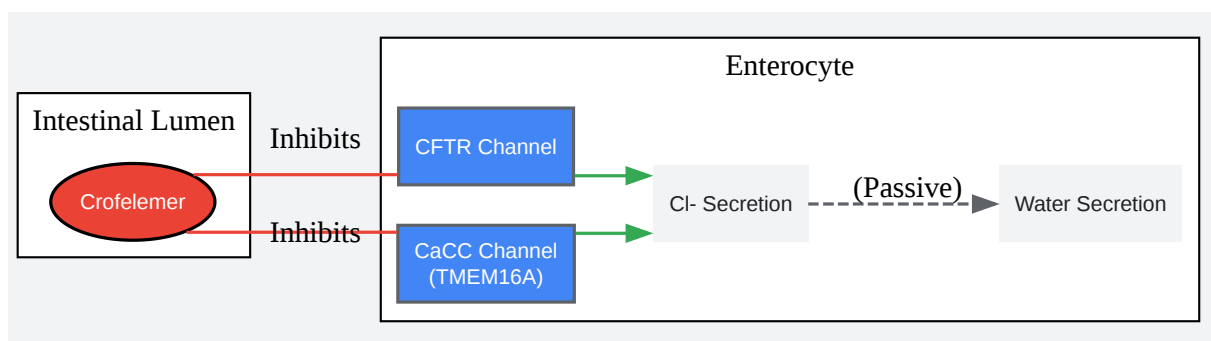 Enterocyte
Intestinal Lumen
Inhibits
CFTR Channel
Crofelemer
Cl- Secretion
(Passive)
Water Secretion
Inhibits
CaCC Channel
(TMEM16A)